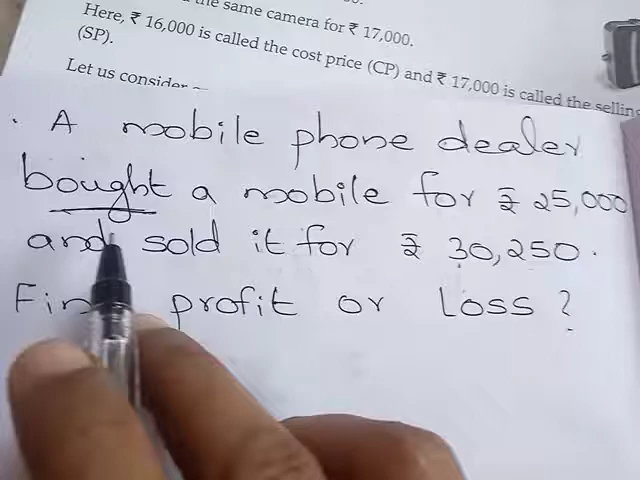 the same camera for ₹ 17,000.
Here, ₹ 16,000 is called the cost price (CP) and ₹ 17,000 is called the selling
(SP).
Let us consider
. A mobile phone dealer
bought a mobile for ₹ 25,000
and sold it for ₹ 30,250.
Find profit or Loss ?